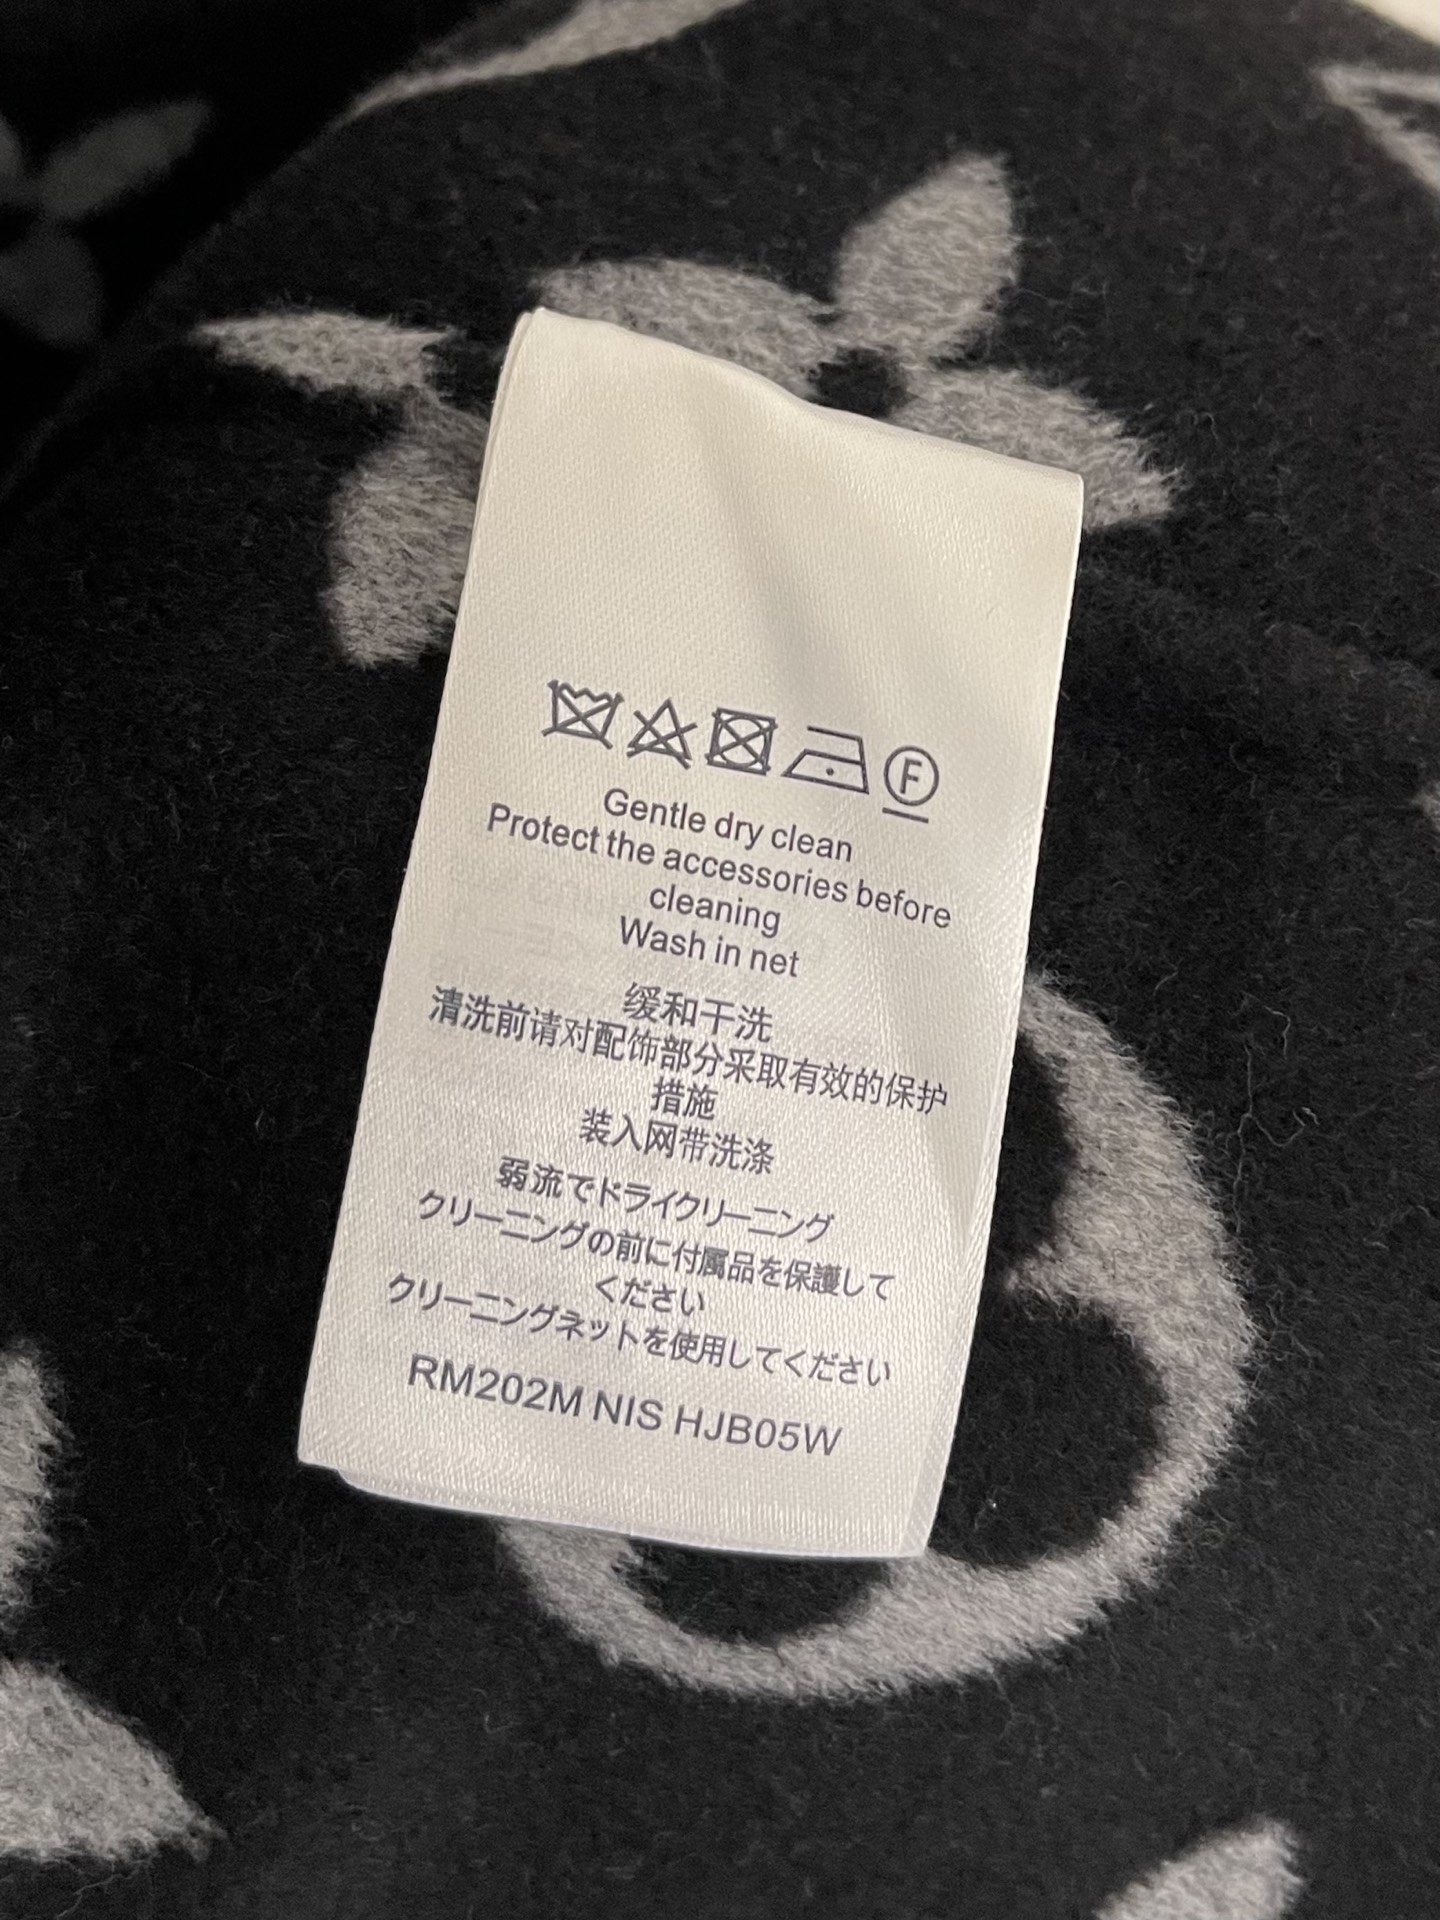 F
Gentle dry clean
Protect the accessories before
cleaning
Wash in net
缓和干洗
清洗前请对配饰部分采取有效的保护
措施
装入网带洗涤
弱流でドライクリーニング
クリーニングの前に付属品を保護して
ください
クリーニングネットを使用してください
RM202M NIS HJB05W